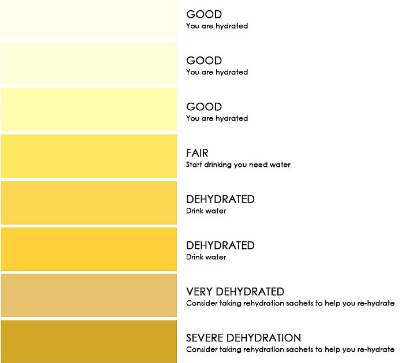 GOOD
You are hydrated
GOOD
You are hydrated
GOOD
You are hydrated
FAIR
Start drinking you need water
DEHYDRATED
Drink water
DEHYDRATED
Drink water
VERY DEHYDRATED
Consider taking rehydration sachets to help you re-hydrate
SEVERE DEHYDRATION
Consider taking rehydration sachets to help you re-hydrate